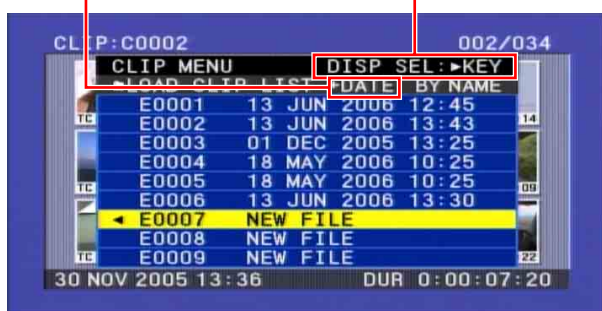 CLIP:C0002 002/034
CLIP MENU DISP SEL:►KEY
LOAD CLIP LIST DATE BY NAME
E0001 13 JUN 2006 12:45
TC E0002 13 JUN 2006 13:43 14
E0003 01 DEC 2005 13:25
E0004 18 MAY 2006 10:25
TC E0005 18 MAY 2006 10:25 09
E0006 13 JUN 2006 13:30
◄ E0007 NEW FILE
E0008 NEW FILE
TC E0009 NEW FILE 22
30 NOV 2005 13:36 DUR 0:00:07:20